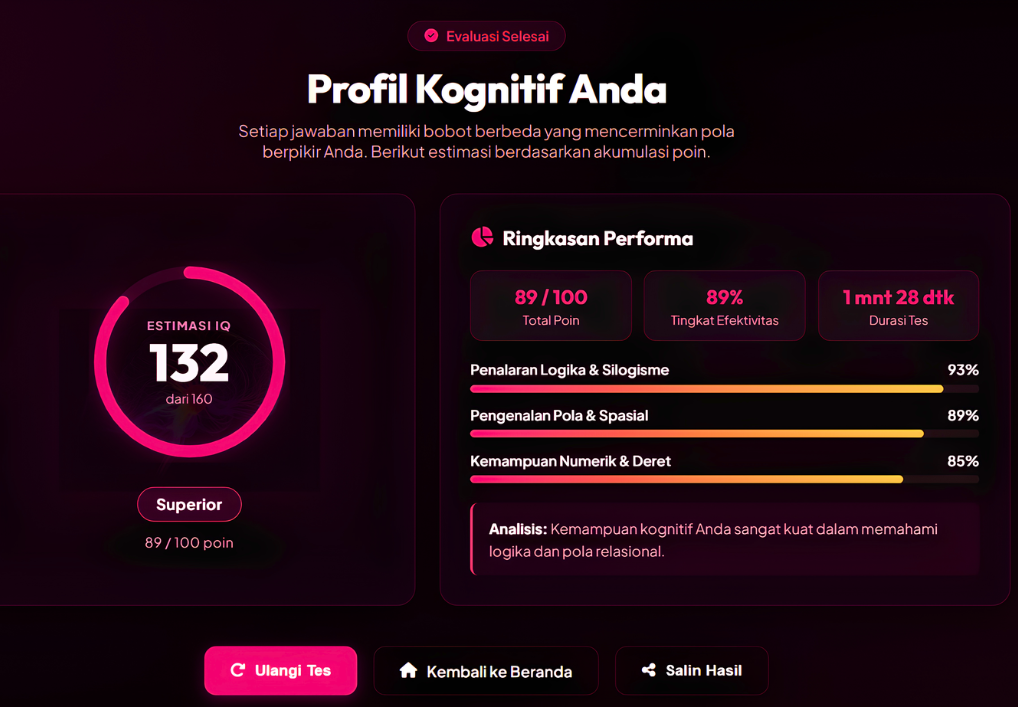 Evaluasi Selesai
Profil Kognitif Anda
Setiap jawaban memiliki bobot berbeda yang mencerminkan pola
berpikir Anda. Berikut estimasi berdasarkan akumulasi poin.
ESTIMASI IQ
132
dari 160
Superior
89 / 100 poin
Ringkasan Performa
89 / 100
Total Poin
89%
Tingkat Efektivitas
1 mnt 28 dtk
Durasi Tes
Penalaran Logika & Silogisme 93%
Pengenalan Pola & Spasial 89%
Kemampuan Numerik & Deret 85%
Analisis: Kemampuan kognitif Anda sangat kuat dalam memahami
logika dan pola relasional.
Ulangi Tes
Kembali ke Beranda
Salin Hasil